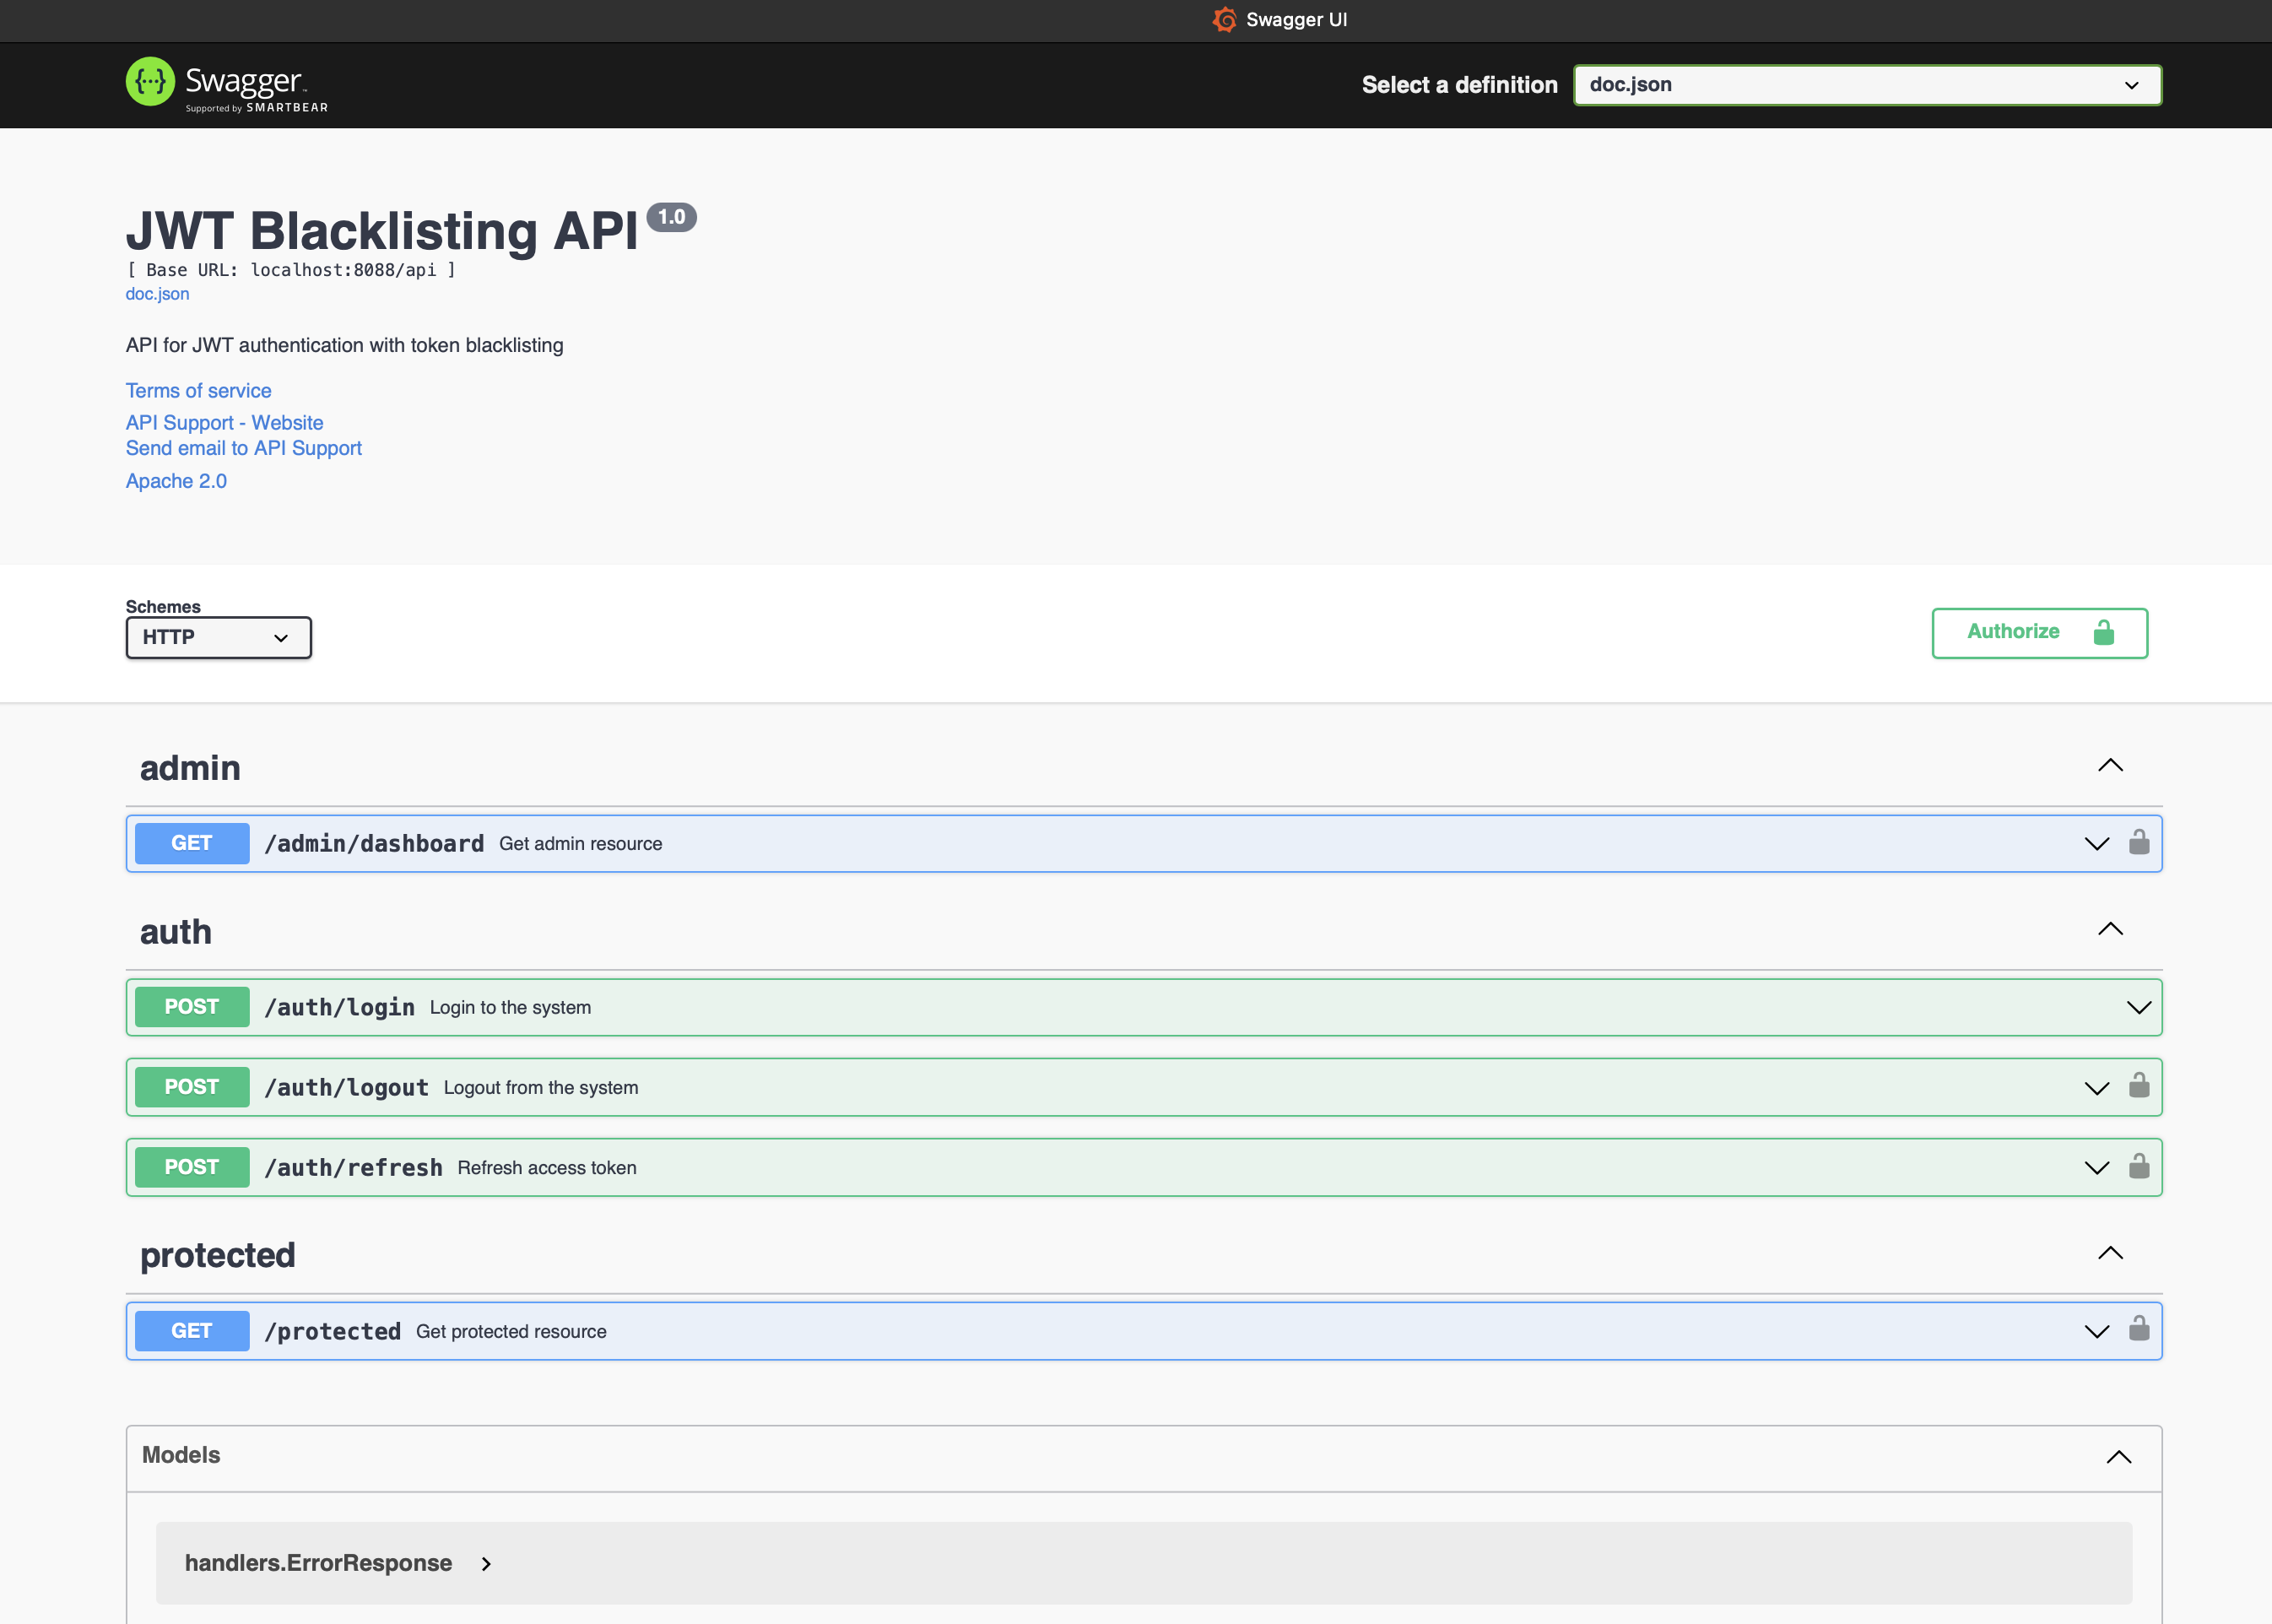 Swagger UI
Swagger™
Supported by SMARTBEAR
Select a definition
doc.json
JWT Blacklisting API 1.0
[ Base URL: localhost:8088/api ]
doc.json
API for JWT authentication with token blacklisting
Terms of service
API Support - Website
Send email to API Support
Apache 2.0
Schemes
HTTP
Authorize
admin
GET /admin/dashboard Get admin resource
auth
POST /auth/login Login to the system
POST /auth/logout Logout from the system
POST /auth/refresh Refresh access token
protected
GET /protected Get protected resource
Models
handlers.ErrorResponse